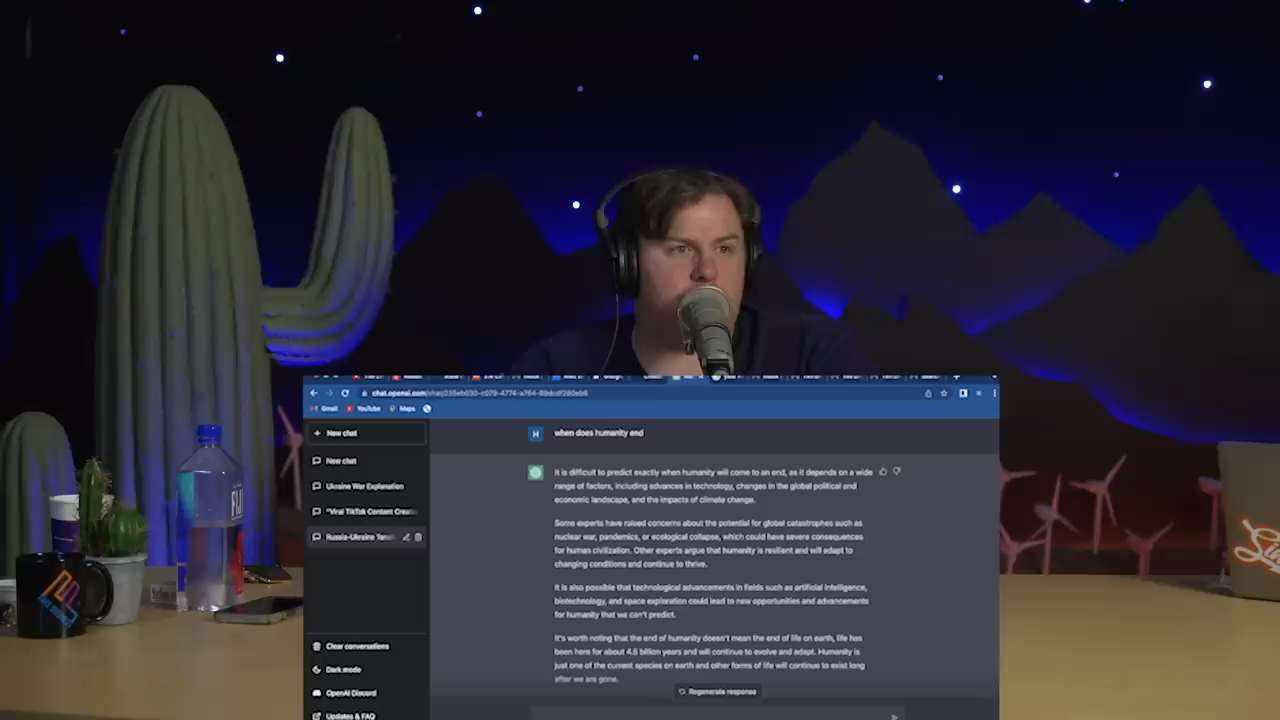 chat.openai.com
Gmail
YouTube
Maps
New chat
New chat
Ukraine War Explanation
"Viral TikTok Content Creati
Russia-Ukraine Tensi
Clear conversations
Dark mode
OpenAI Discord
Updates & FAQ
H
when does humanity end
It is difficult to predict exactly when humanity will come to an end, as it depends on a wide
range of factors, including advances in technology, changes in the global political and
economic landscape, and the impacts of climate change.
Some experts have raised concerns about the potential for global catastrophes such as
nuclear war, pandemics, or ecological collapse, which could have severe consequences
for human civilization. Other experts argue that humanity is resilient and will adapt to
changing conditions and continue to thrive.
It is also possible that technological advancements in fields such as artificial intelligence,
biotechnology, and space exploration could lead to new opportunities and advancements
for humanity that we can't predict.
It's worth noting that the end of humanity doesn't mean the end of life on earth, life has
been here for about 4.5 billion years and will continue to evolve and adapt. Humanity is
just one of the current species on earth and other forms of life will continue to exist long
after we are gone.
Regenerate response
FIJI